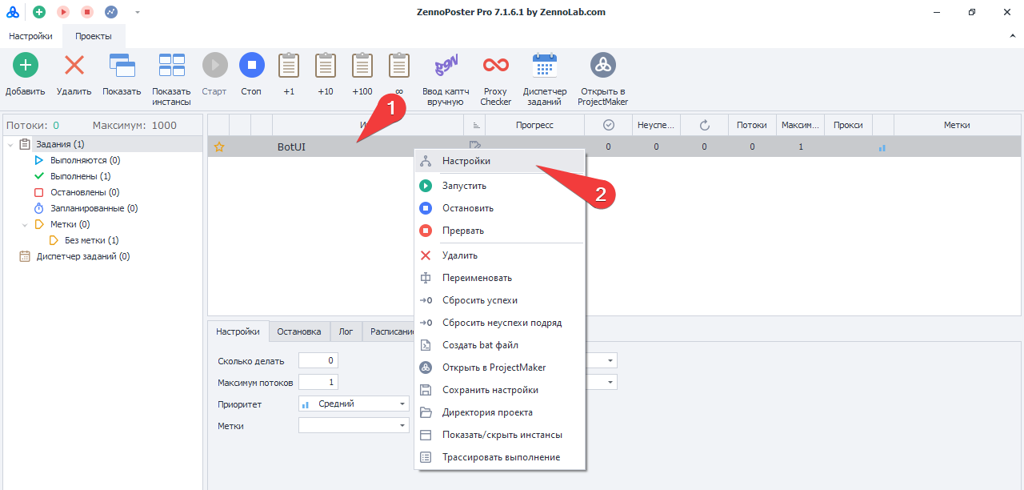 ZennoPoster Pro 7.1.6.1 by ZennoLab.com
Настройки
Проекты
Добавить
Удалить
Показать
Показать инстансы
Старт
Стоп
+1
+10
+100
∞
Ввод каптч вручную
Proxy Checker
Диспетчер заданий
Открыть в ProjectMaker
Потоки: 0 Максимум: 1000
Прогресс
Неуспе...
Потоки
Максим...
Прокси
Метки
1
BotUI
0
0
0
0
1
Задания (1)
Выполняются (0)
Выполнены (1)
Остановлены (0)
Запланированные (0)
Метки (0)
Без метки (1)
Диспетчер заданий (0)
Настройки
2
Запустить
Остановить
Прервать
Удалить
Переименовать
Сбросить успехи
Сбросить неуспехи подряд
Создать bat файл
Открыть в ProjectMaker
Сохранить настройки
Директория проекта
Показать/скрыть инстансы
Трассировать выполнение
Настройки
Остановка
Лог
Расписание
Сколько делать 0
Максимум потоков 1
Приоритет Средний
Метки